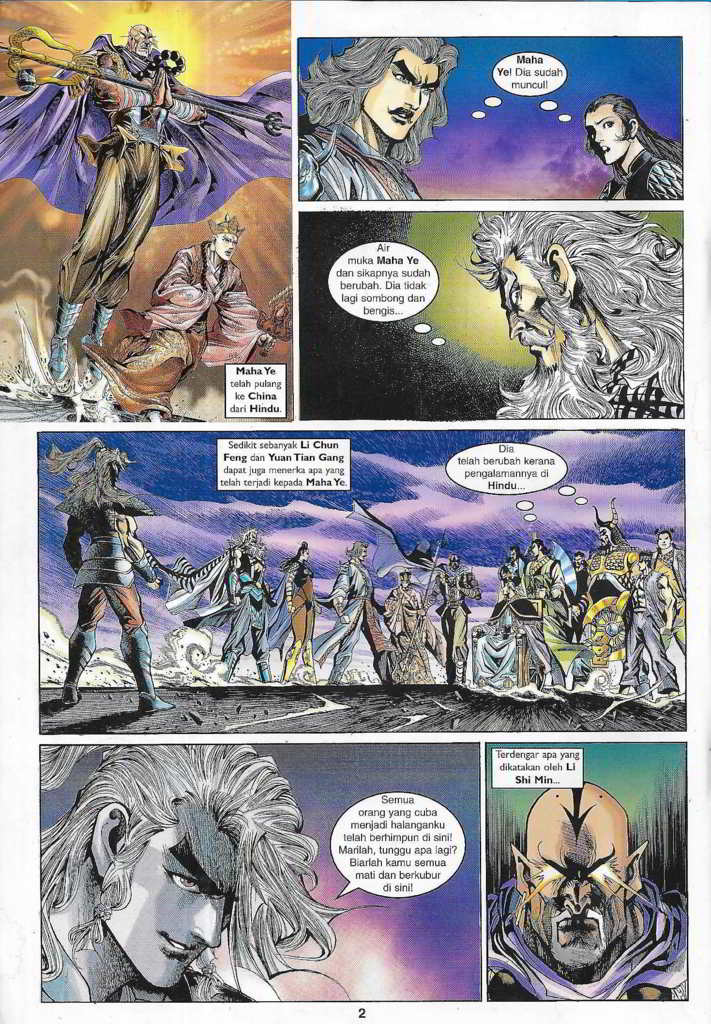 Maha Ye
telah pulang
ke China
dari Hindu.
Maha
Ye! Dia sudah
muncul!
Air
muka Maha Ye
dan sikapnya sudah
berubah. Dia tidak
lagi sombong dan
bengis...
Sedikit sebanyak Li Chun
Feng dan Yuan Tian Gang
dapat juga menerka apa yang
telah terjadi kepada Maha Ye.
Dia
telah berubah kerana
pengalamannya di
Hindu...
Semua
orang yang cuba
menjadi halanganku
telah berhimpun di sini!
Marilah, tunggu apa lagi?
Biarlah kamu semua
mati dan berkubur
di sini!
Terdengar apa yang
dikatakan oleh Li
Shi Min...
2